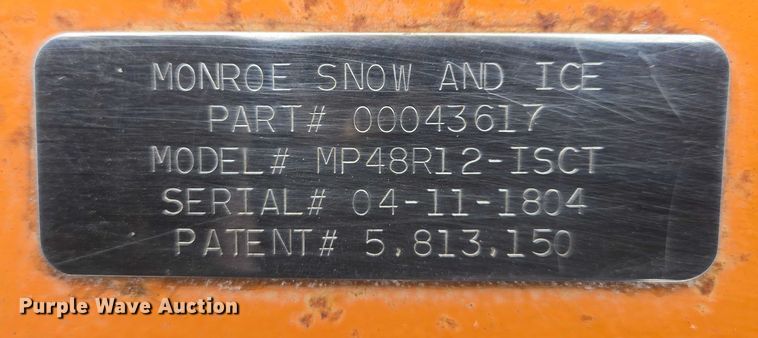 MONROE SNOW AND ICE
PART# 00043617
MODEL# MP48R12-ISCT
SERIAL# 04-11-1804
PATENT# 5,813,150
Purple Wave Auction